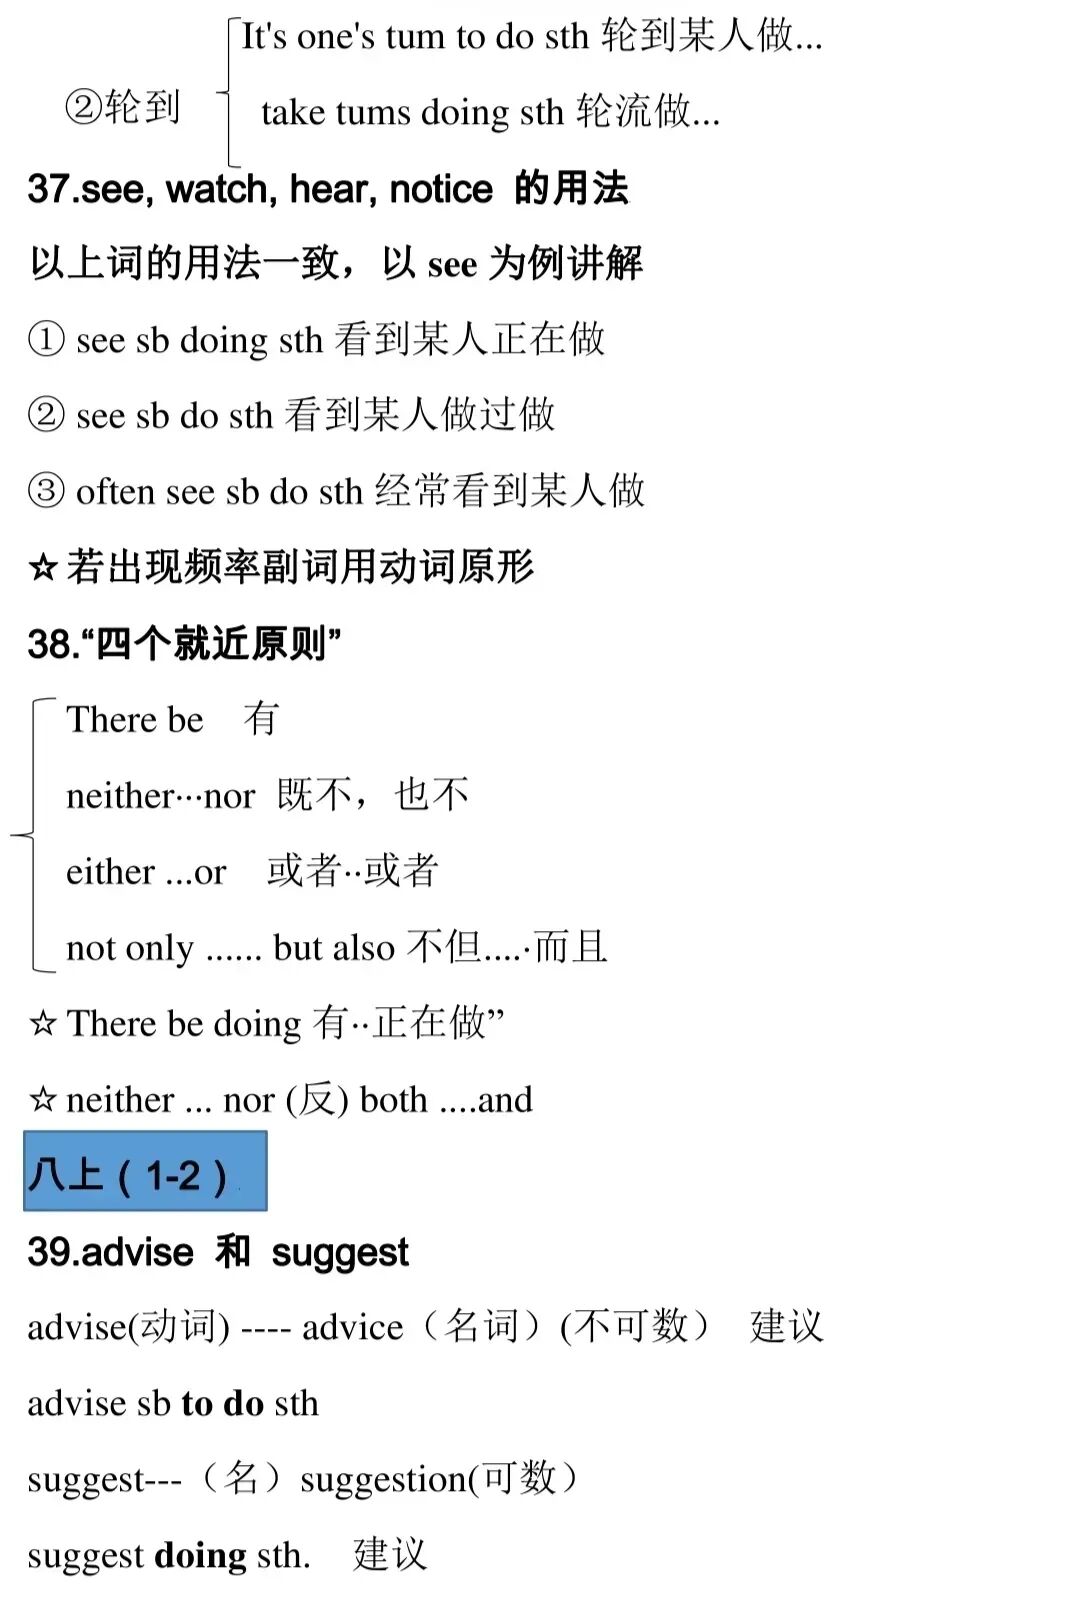 It's one's tum to do sth 轮到某人做...
②轮到
take tums doing sth 轮流做...
37.see, watch, hear, notice 的用法
以上词的用法一致，以 see 为例讲解
① see sb doing sth 看到某人正在做
② see sb do sth 看到某人做过做
③ often see sb do sth 经常看到某人做
☆ 若出现频率副词用动词原形
38.“四个就近原则”
There be 有
neither···nor 既不，也不
either ...or 或者··或者
not only ...... but also 不但....·而且
☆ There be doing 有··正在做”
☆ neither ... nor (反) both ....and
八上（1-2）
39.advise 和 suggest
advise(动词) ---- advice（名词）(不可数） 建议
advise sb to do sth
suggest---（名）suggestion(可数）
suggest doing sth. 建议